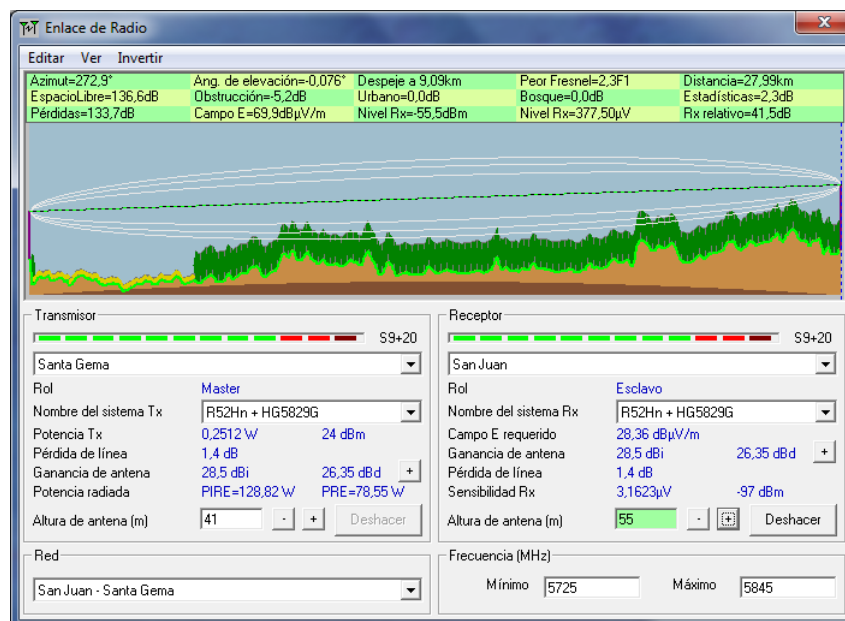 Enlace de Radio
Editar Ver Invertir
Azimut=272,9° Ang. de elevación=-0,076° Despeje a 9,09km Peor Fresnel=2,3F1 Distancia=27,99km
EspacioLibre=136,6dB Obstrucción=-5,2dB Urbano=0,0dB Bosque=0,0dB Estadísticas=2,3dB
Pérdidas=133,7dB Campo E=69,9dBµV/m Nivel Rx=-55,5dBm Nivel Rx=377,50µV Rx relativo=41,5dB
Transmisor
S9+20
Santa Gema
Rol Master
Nombre del sistema Tx R52Hn + HG5829G
Potencia Tx 0,2512 W 24 dBm
Pérdida de línea 1,4 dB
Ganancia de antena 28,5 dBi 26,35 dBd +
Potencia radiada PIRE=128,82 W PRE=78,55 W
Altura de antena (m) 41 - + Deshacer
Receptor
S9+20
San Juan
Rol Esclavo
Nombre del sistema Rx R52Hn + HG5829G
Campo E requerido 28,36 dBµV/m
Ganancia de antena 28,5 dBi 26,35 dBd +
Pérdida de línea 1,4 dB
Sensibilidad Rx 3,1623µV -97 dBm
Altura de antena (m) 55 - + Deshacer
Red
San Juan - Santa Gema
Frecuencia (MHz)
Mínimo 5725 Máximo 5845